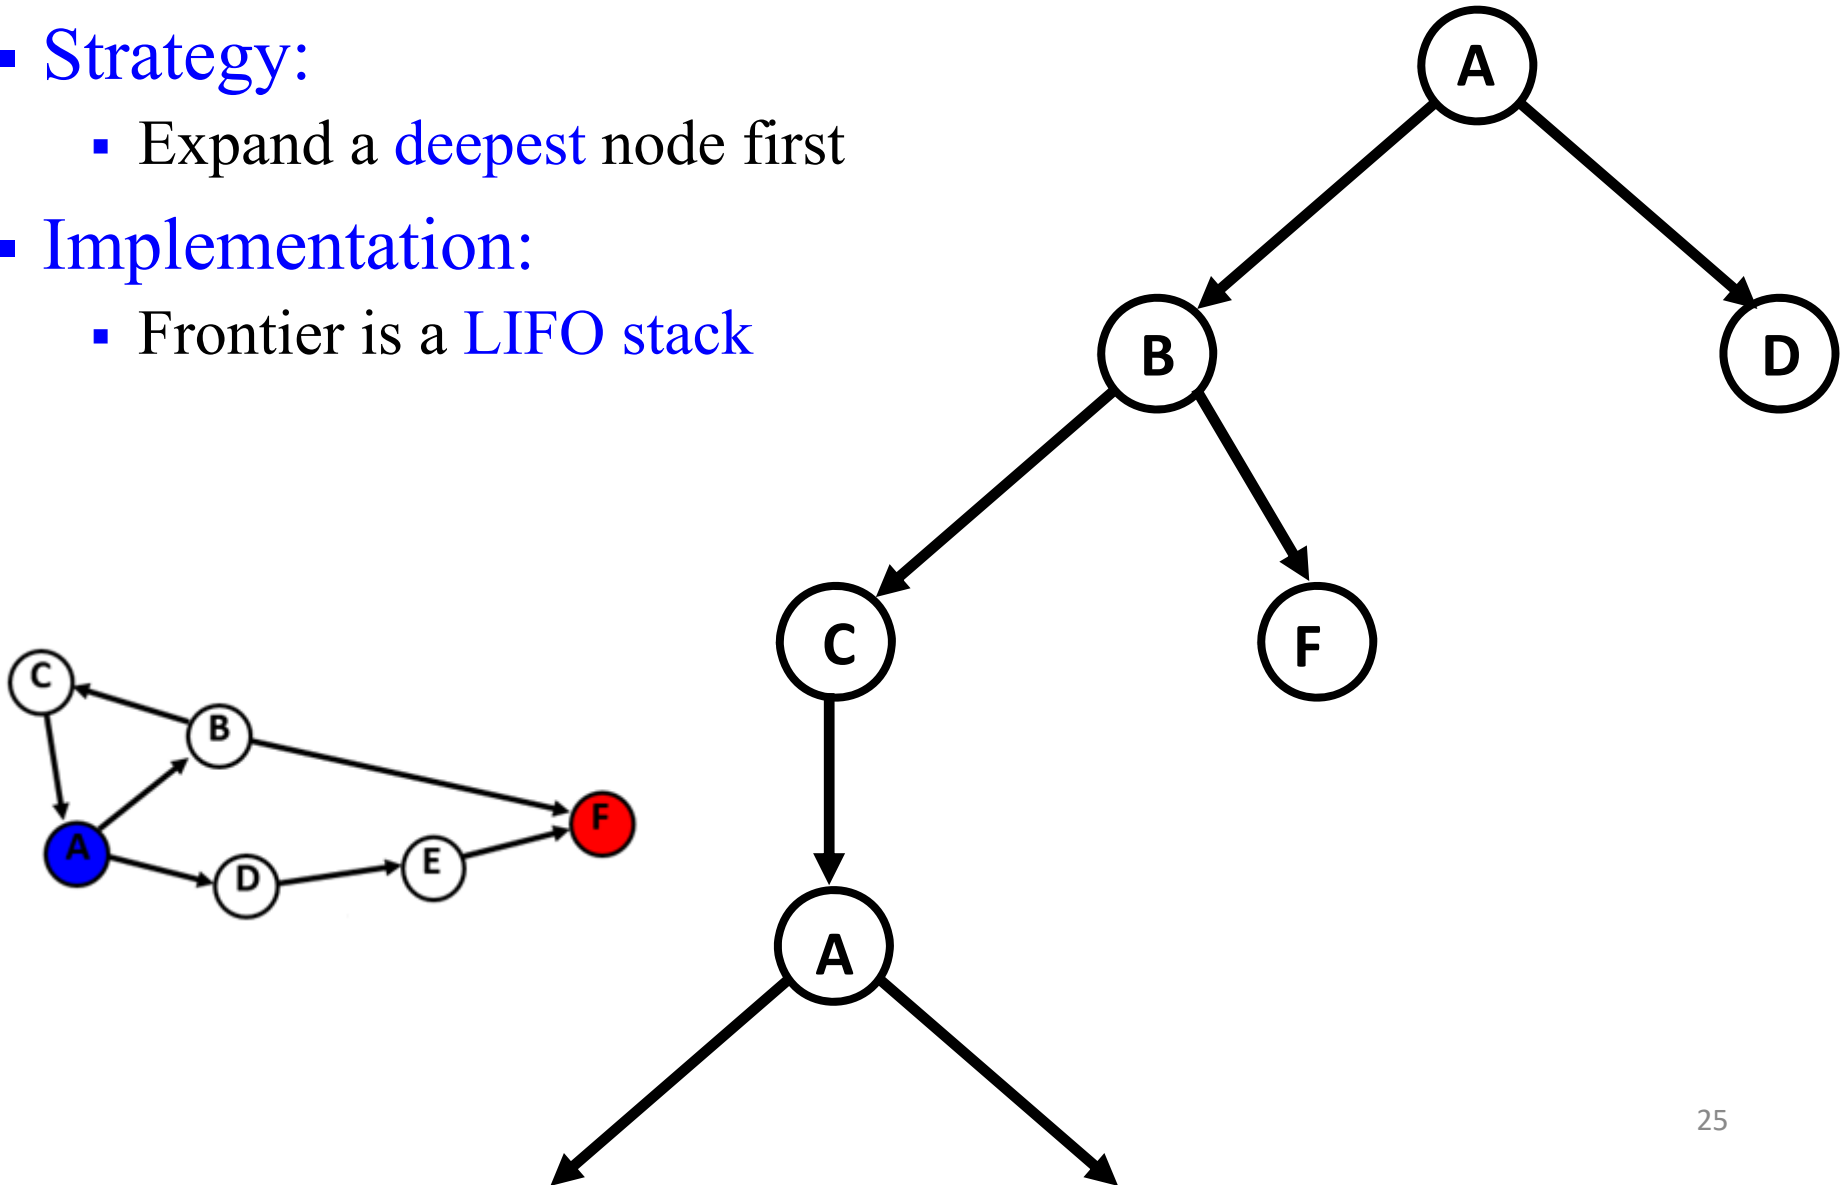 Strategy:
Expand a deepest node first
Implementation:
Frontier is a LIFO stack
A
B
D
C
F
A
C
B
F
A
D
E
25